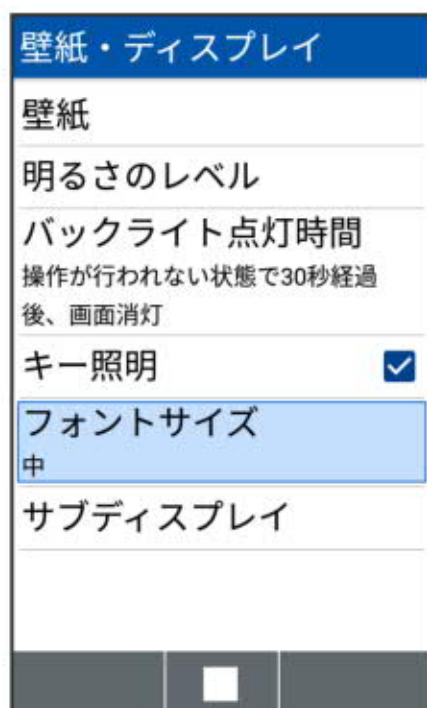 壁紙・ディスプレイ
壁紙
明るさのレベル
バックライト点灯時間
操作が行われない状態で30秒経過
後、画面消灯
キー照明
フォントサイズ
中
サブディスプレイ